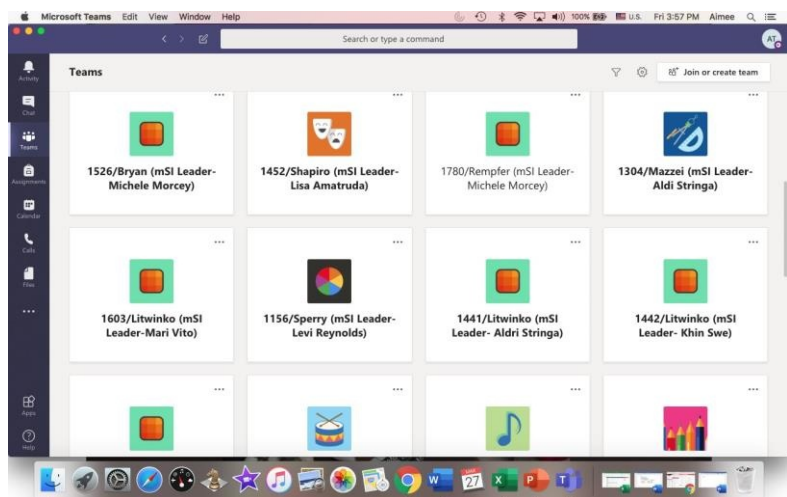 Microsoft Teams Edit View Window Help 100% U.S. Fri 3:57 PM Aimee
Search or type a command AT
Teams Join or create team
Activity
Chat
Teams
Assignments
Calendar
Calls
Files
Apps
Help
1526/Bryan (mSI Leader-
Michele Morcey)
1452/Shapiro (mSI Leader-
Lisa Amatruda)
1780/Rempfer (mSI Leader-
Michele Morcey)
1304/Mazzei (mSI Leader-
Aldi Stringa)
1603/Litwinko (mSI
Leader-Mari Vito)
1156/Sperry (mSI Leader-
Levi Reynolds)
1441/Litwinko (mSI
Leader- Aldri Stringa)
1442/Litwinko (mSI
Leader- Khin Swe)
W 27 X P T